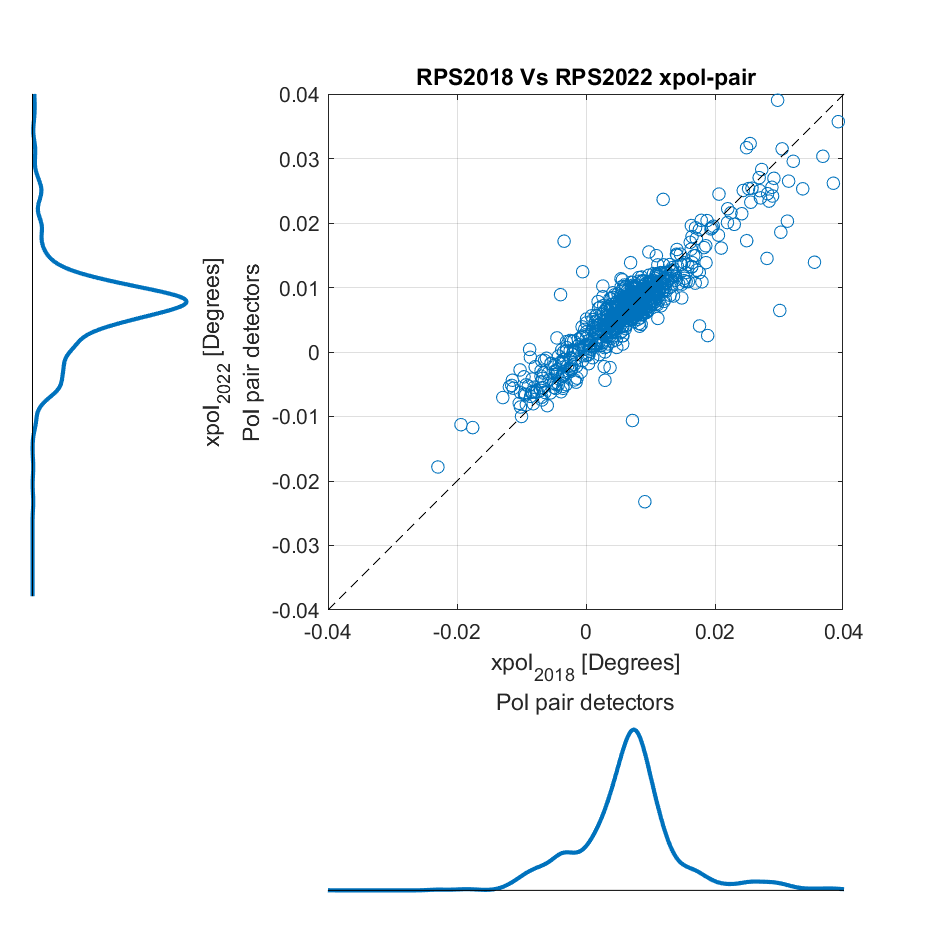 RPS2018 Vs RPS2022 xpol-pair
0.04
0.03
0.02
0.01
0
-0.01
-0.02
-0.03
-0.04
xpol2022 [Degrees]
Pol pair detectors
-0.04 -0.02 0 0.02 0.04
xpol2018 [Degrees]
Pol pair detectors